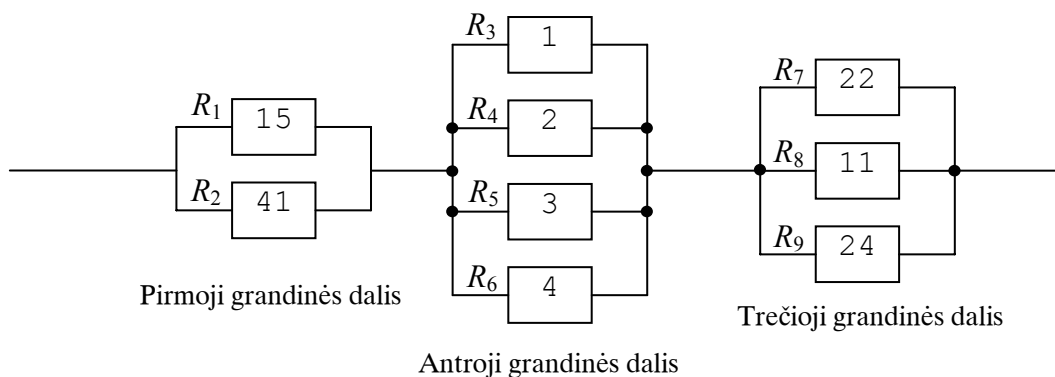 R1 15
R2 41
Pirmoji grandinės dalis
R3 1
R4 2
R5 3
R6 4
Antroji grandinės dalis
R7 22
R8 11
R9 24
Trečioji grandinės dalis